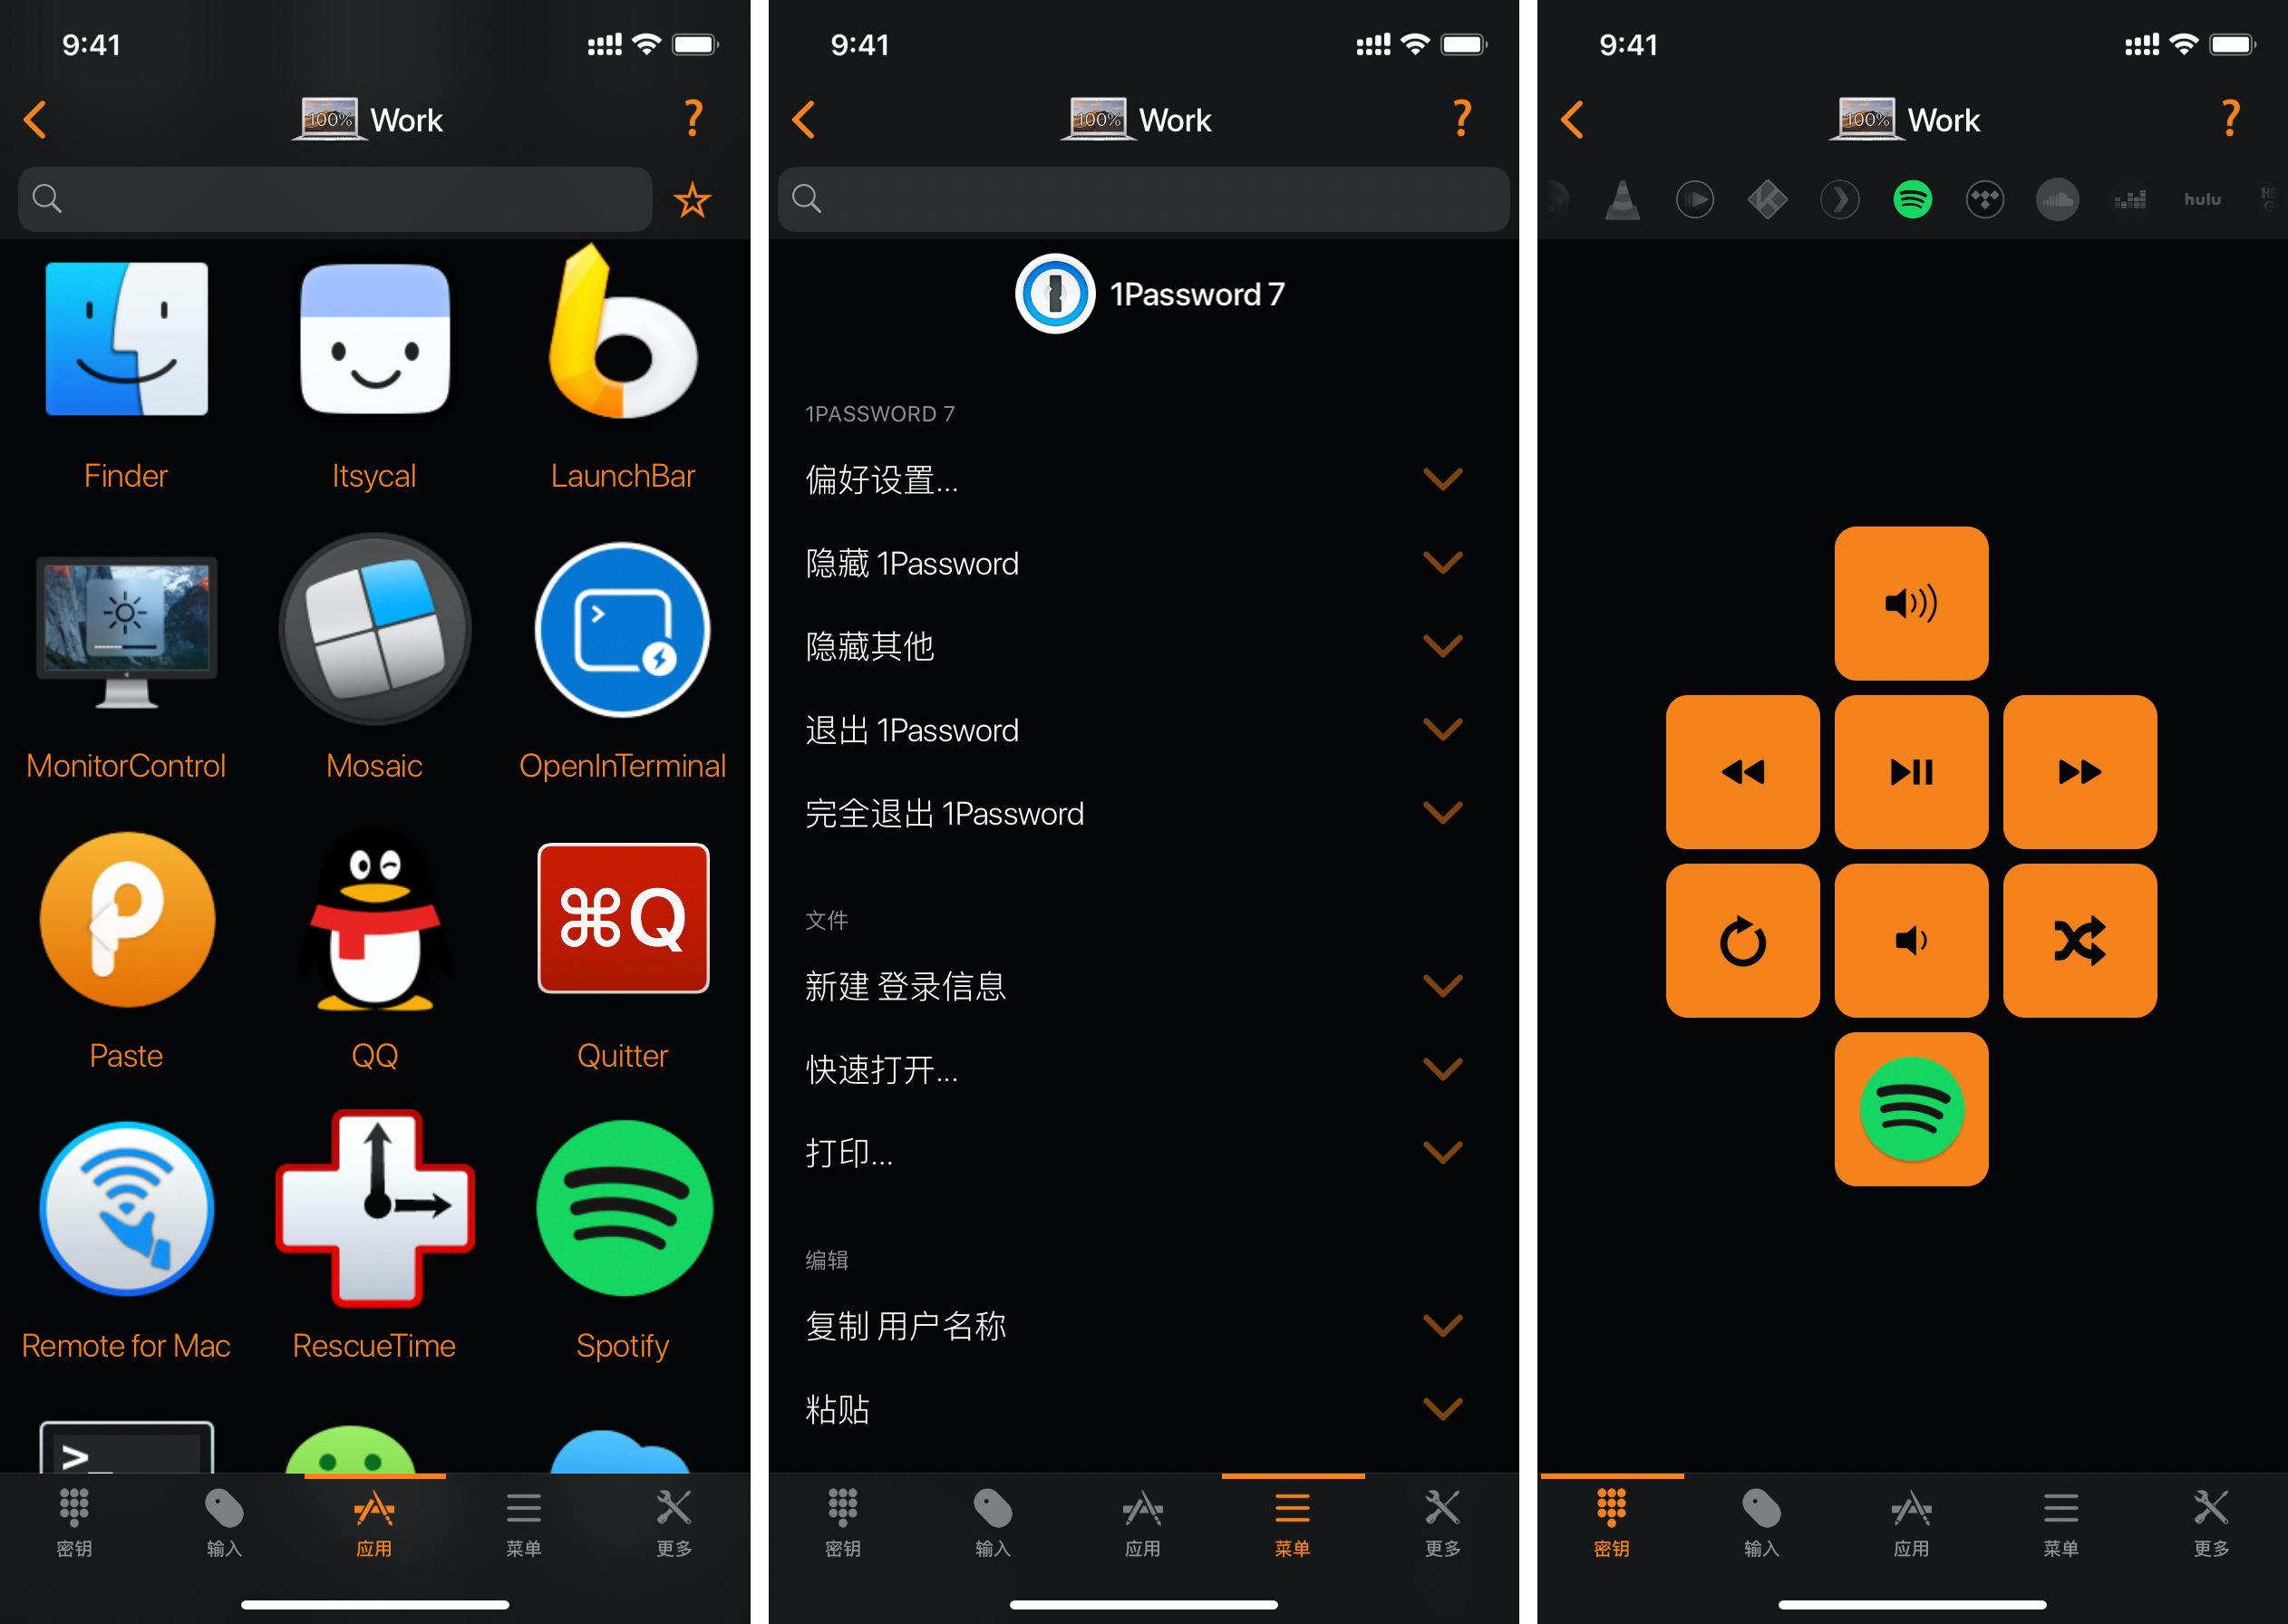 9:41
100% Work ?
Finder Itsycal LaunchBar
MonitorControl Mosaic OpenInTerminal
⌘Q
Paste QQ Quitter
Remote for Mac RescueTime Spotify
>_
密钥 输入 应用 菜单 更多
9:41
100% Work ?
1Password 7
1PASSWORD 7
偏好设置...
隐藏 1Password
隐藏其他
退出 1Password
完全退出 1Password
文件
新建 登录信息
快速打开...
打印...
编辑
复制 用户名称
粘贴
密钥 输入 应用 菜单 更多
9:41
100% Work ?
hulu
密钥 输入 应用 菜单 更多